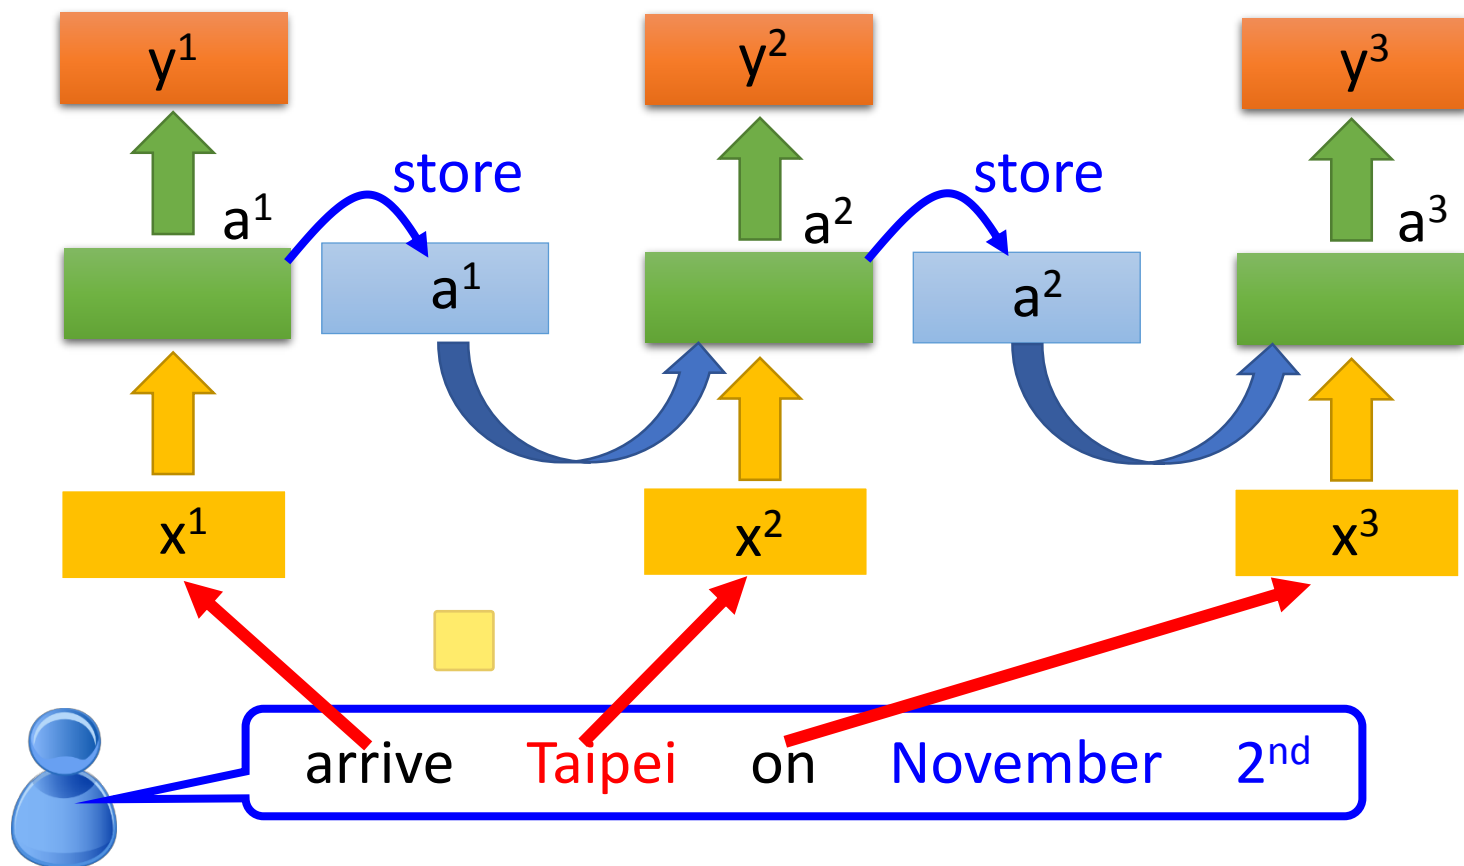 y¹ y² y³
store store
a¹ a² a³
a¹ a²
x¹ x² x³
arrive Taipei on November 2ⁿᵈ